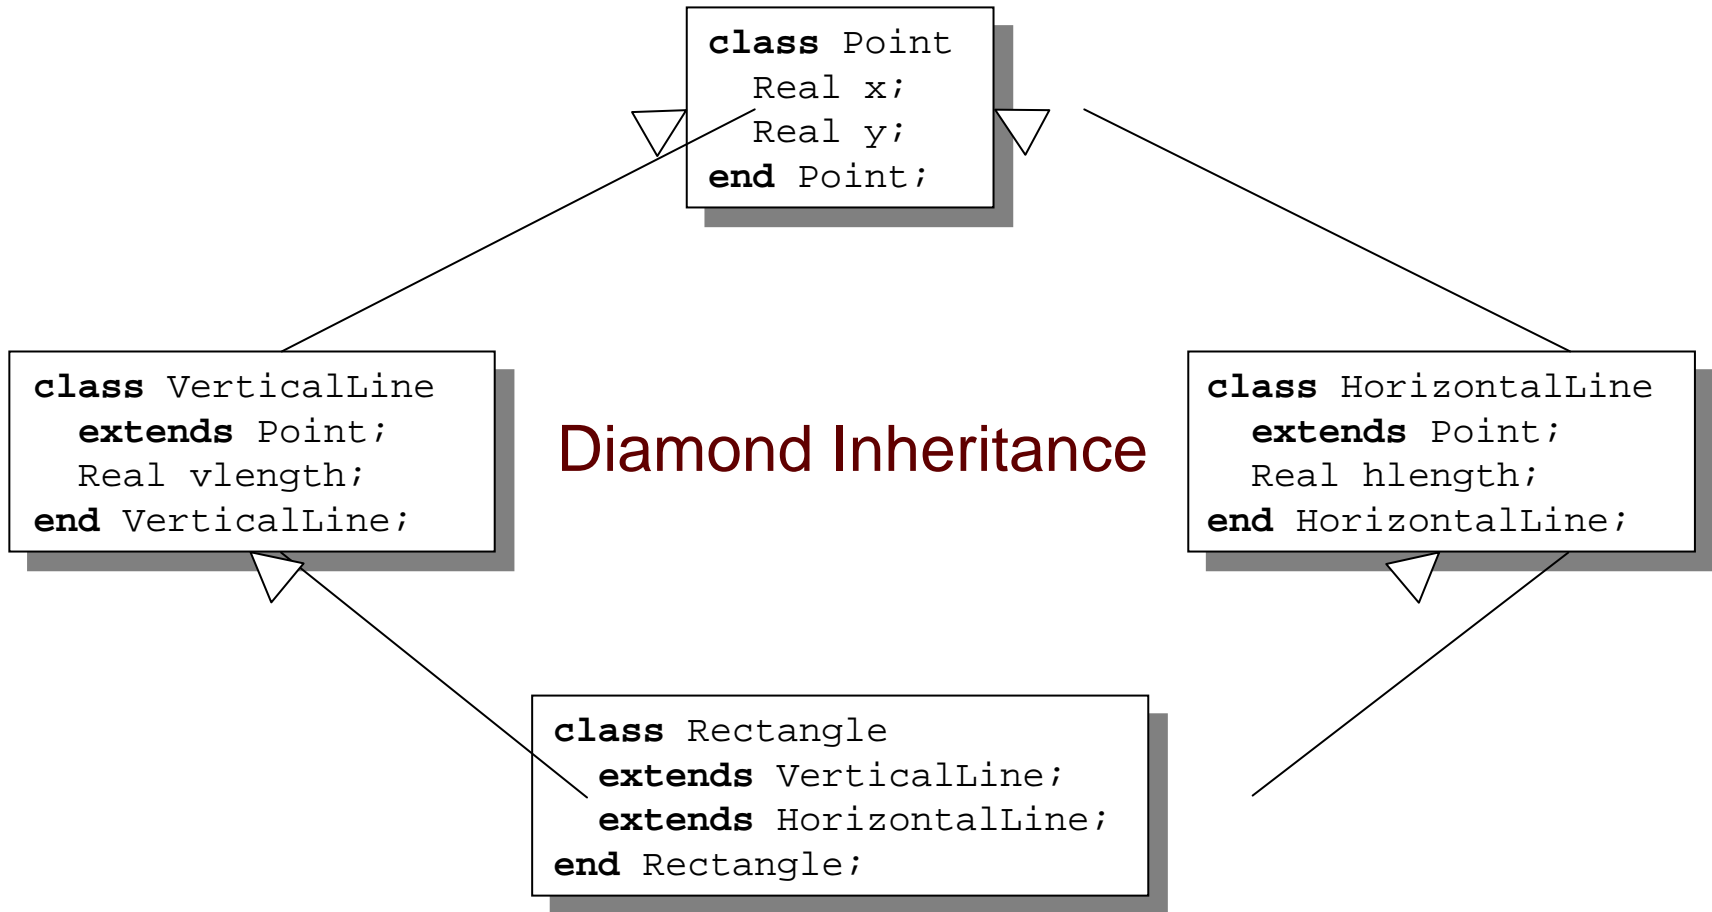 class Point
Real x;
Real y;
end Point;
class VerticalLine
extends Point;
Real vlength;
end VerticalLine;
Diamond Inheritance
class HorizontalLine
extends Point;
Real hlength;
end HorizontalLine;
class Rectangle
extends VerticalLine;
extends HorizontalLine;
end Rectangle;